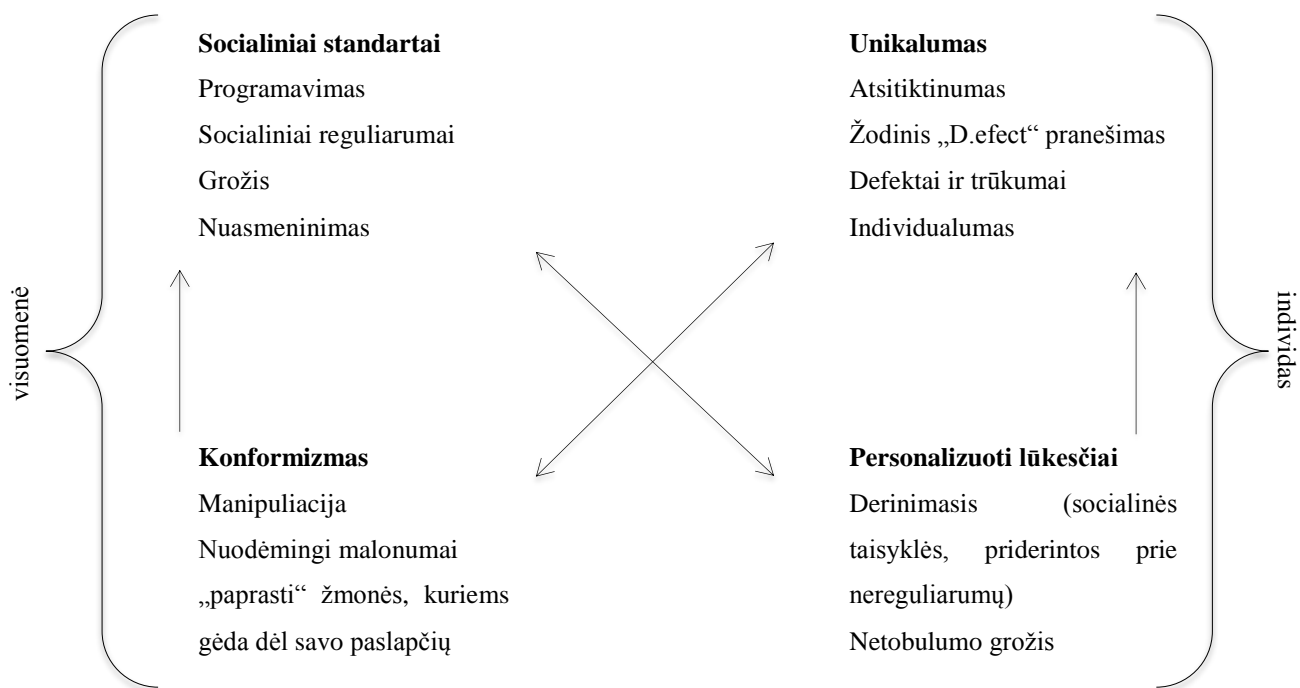 Socialiniai standartai
Programavimas
Socialiniai reguliarumai
Grožis
Nuasmeninimas
Unikalumas
Atsitiktinumas
Žodinis „D.efect“ pranešimas
Defektai ir trūkumai
Individualumas
visuomenė
individas
Konformizmas
Manipuliacija
Nuodėmingi malonumai
„paprasti“ žmonės, kuriems
gėda dėl savo paslapčių
Personalizuoti lūkesčiai
Derinimasis (socialinės
taisyklės, priderintos prie
nereguliarumų)
Netobulumo grožis